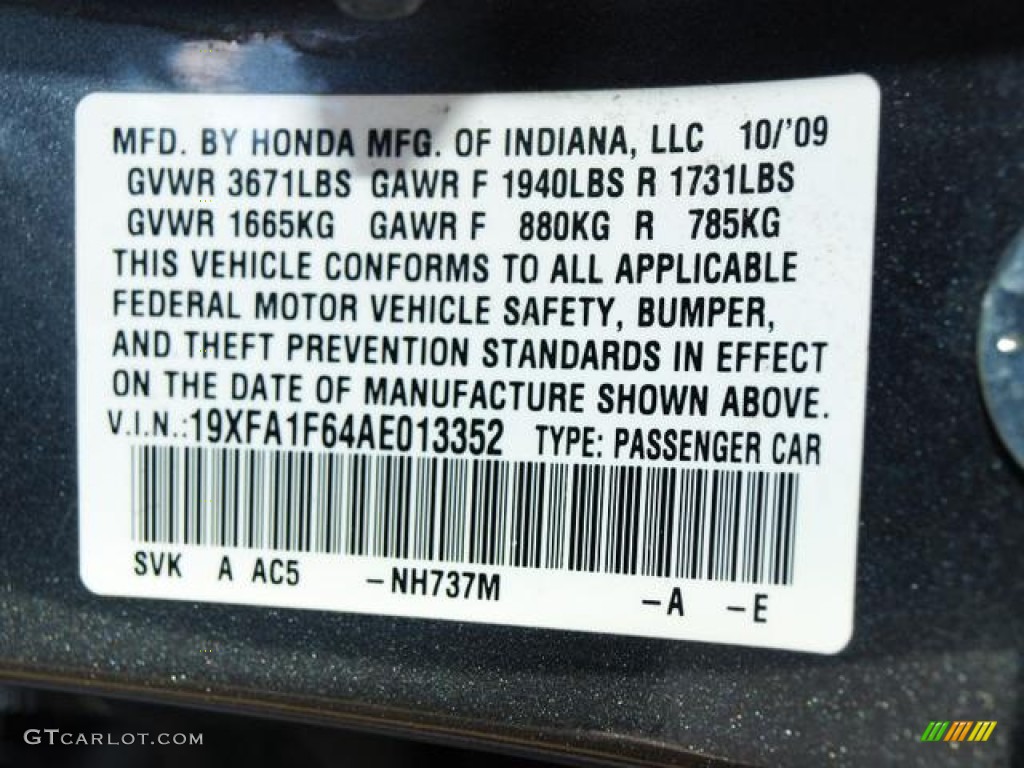 MFD. BY HONDA MFG. OF INDIANA, LLC 10/'09
GVWR 3671LBS GAWR F 1940LBS R 1731LBS
GVWR 1665KG GAWR F 880KG R 785KG
THIS VEHICLE CONFORMS TO ALL APPLICABLE
FEDERAL MOTOR VEHICLE SAFETY, BUMPER,
AND THEFT PREVENTION STANDARDS IN EFFECT
ON THE DATE OF MANUFACTURE SHOWN ABOVE.
V.I.N.:19XFA1F64AE013352 TYPE: PASSENGER CAR
SVK A AC5 -NH737M -A -E
GTCARLOT.COM